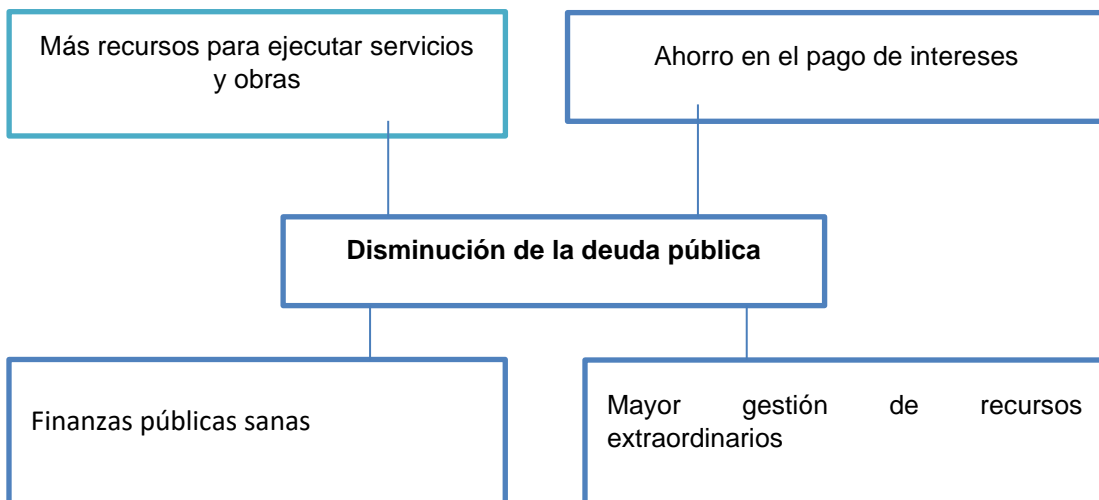 Más recursos para ejecutar servicios
y obras
Ahorro en el pago de intereses
Disminución de la deuda pública
Finanzas públicas sanas
Mayor gestión de recursos
extraordinarios